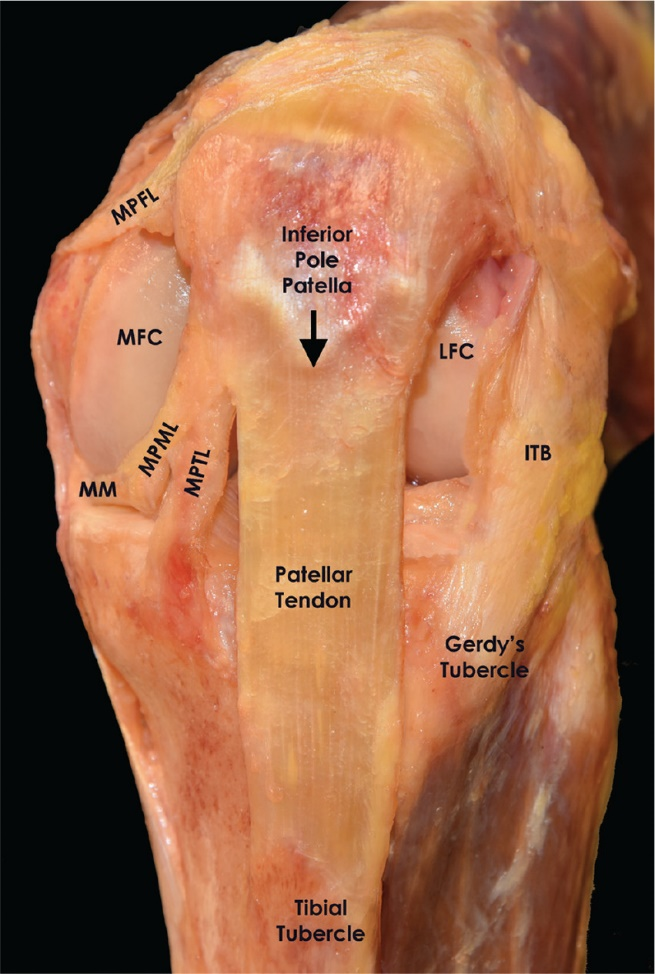 MPFL
Inferior
Pole
Patella
MFC
LFC
MPML
MPTL
ITB
MM
Patellar
Tendon
Gerdy's
Tubercle
Tibial
Tubercle